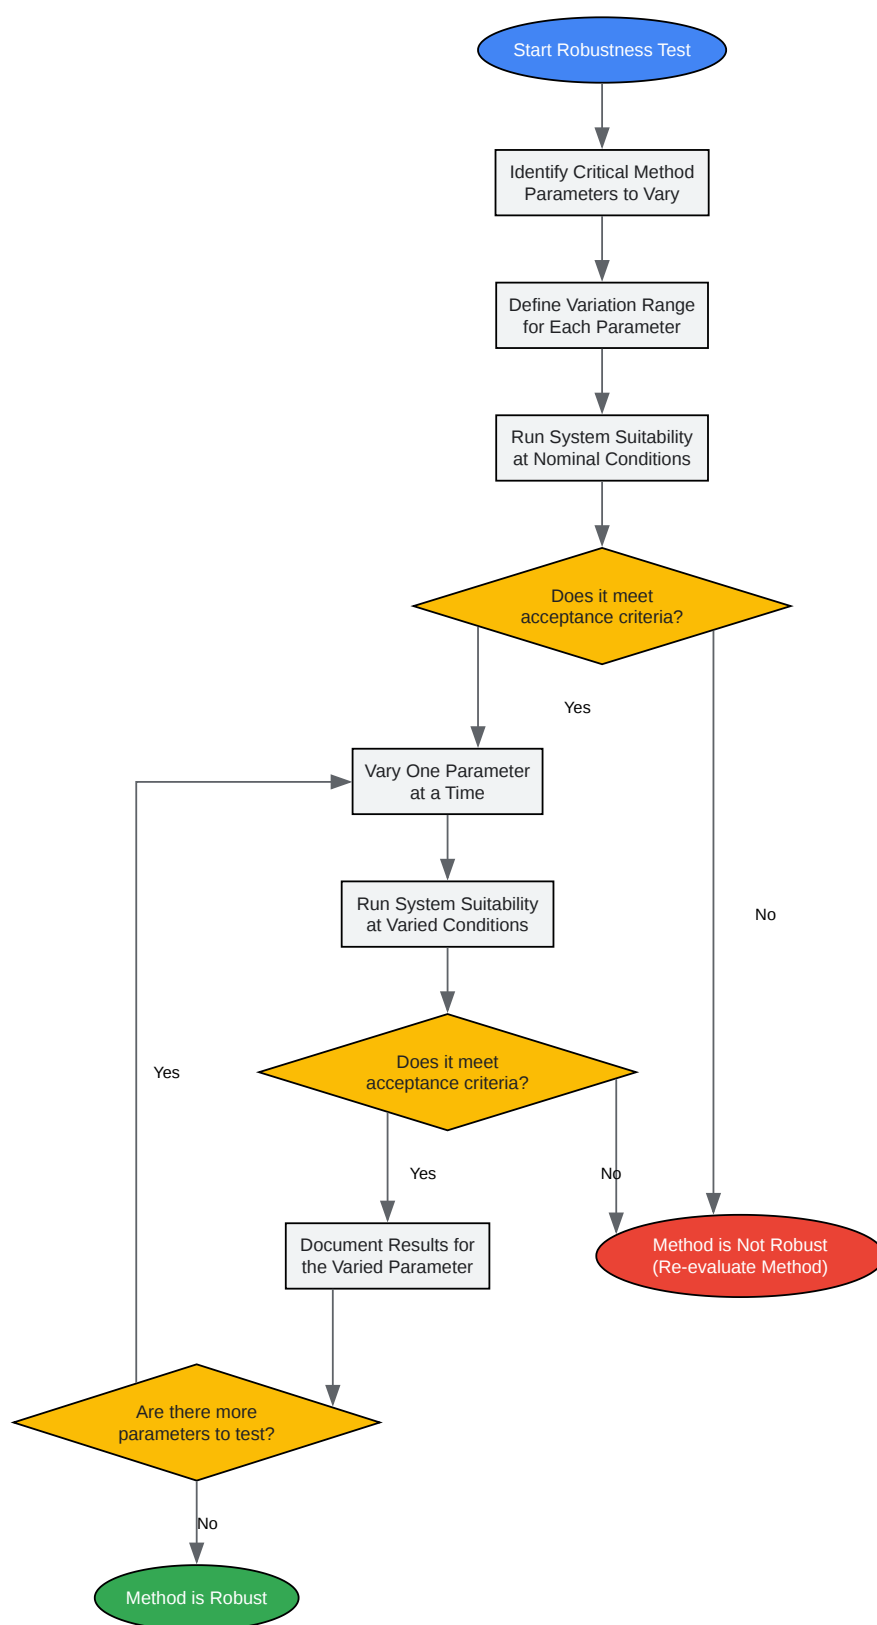 Start Robustness Test
Identify Critical Method
Parameters to Vary
Define Variation Range
for Each Parameter
Run System Suitability
at Nominal Conditions
Does it meet
acceptance criteria?
Yes
Vary One Parameter
at a Time
Run System Suitability
at Varied Conditions
No
Does it meet
acceptance criteria?
Yes
Yes
No
Document Results for
the Varied Parameter
Method is Not Robust
(Re-evaluate Method)
Are there more
parameters to test?
No
Method is Robust